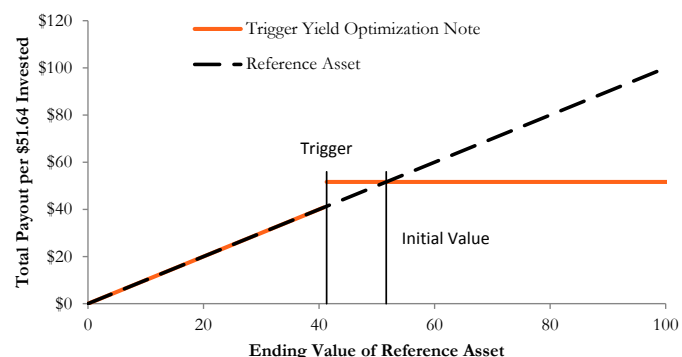 $120
Trigger Yield Optimization Note
$100
Reference Asset
$80
Trigger
$60
$40
Initial Value
$20
$0
0
20
40
60
80
100
Total Payout per $51.64 Invested
Ending Value of Reference Asset